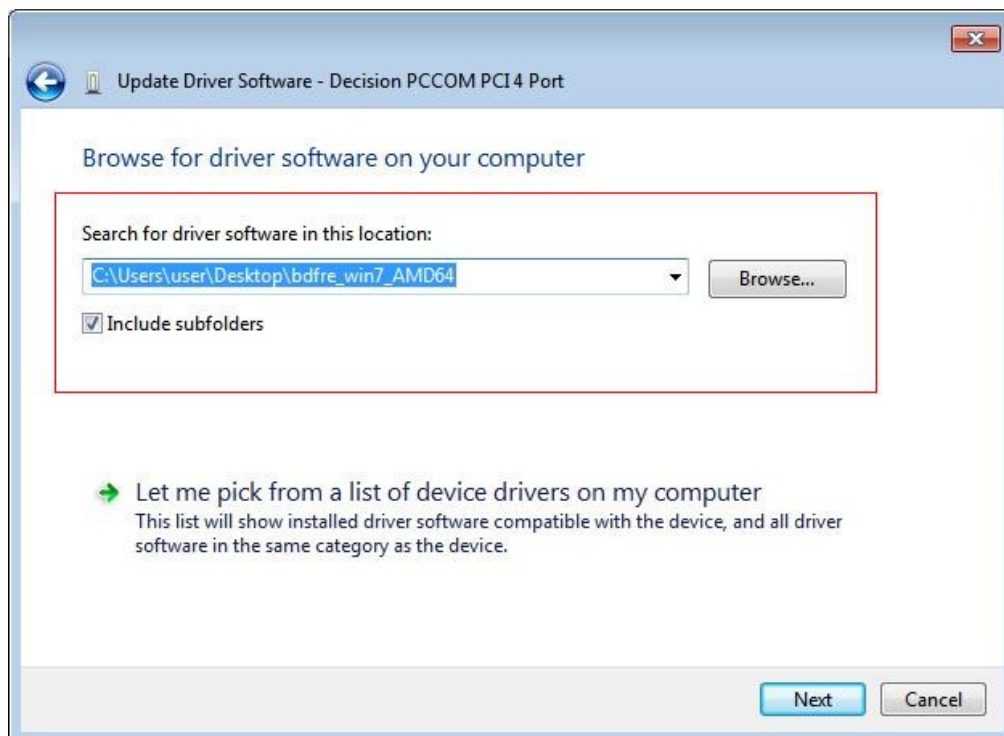 Update Driver Software - Decision PCCOM PCI 4 Port
Browse for driver software on your computer
Search for driver software in this location:
C:\Users\user\Desktop\bdfre_win7_AMD64
Browse...
Include subfolders
Let me pick from a list of device drivers on my computer
This list will show installed driver software compatible with the device, and all driver
software in the same category as the device.
Next
Cancel